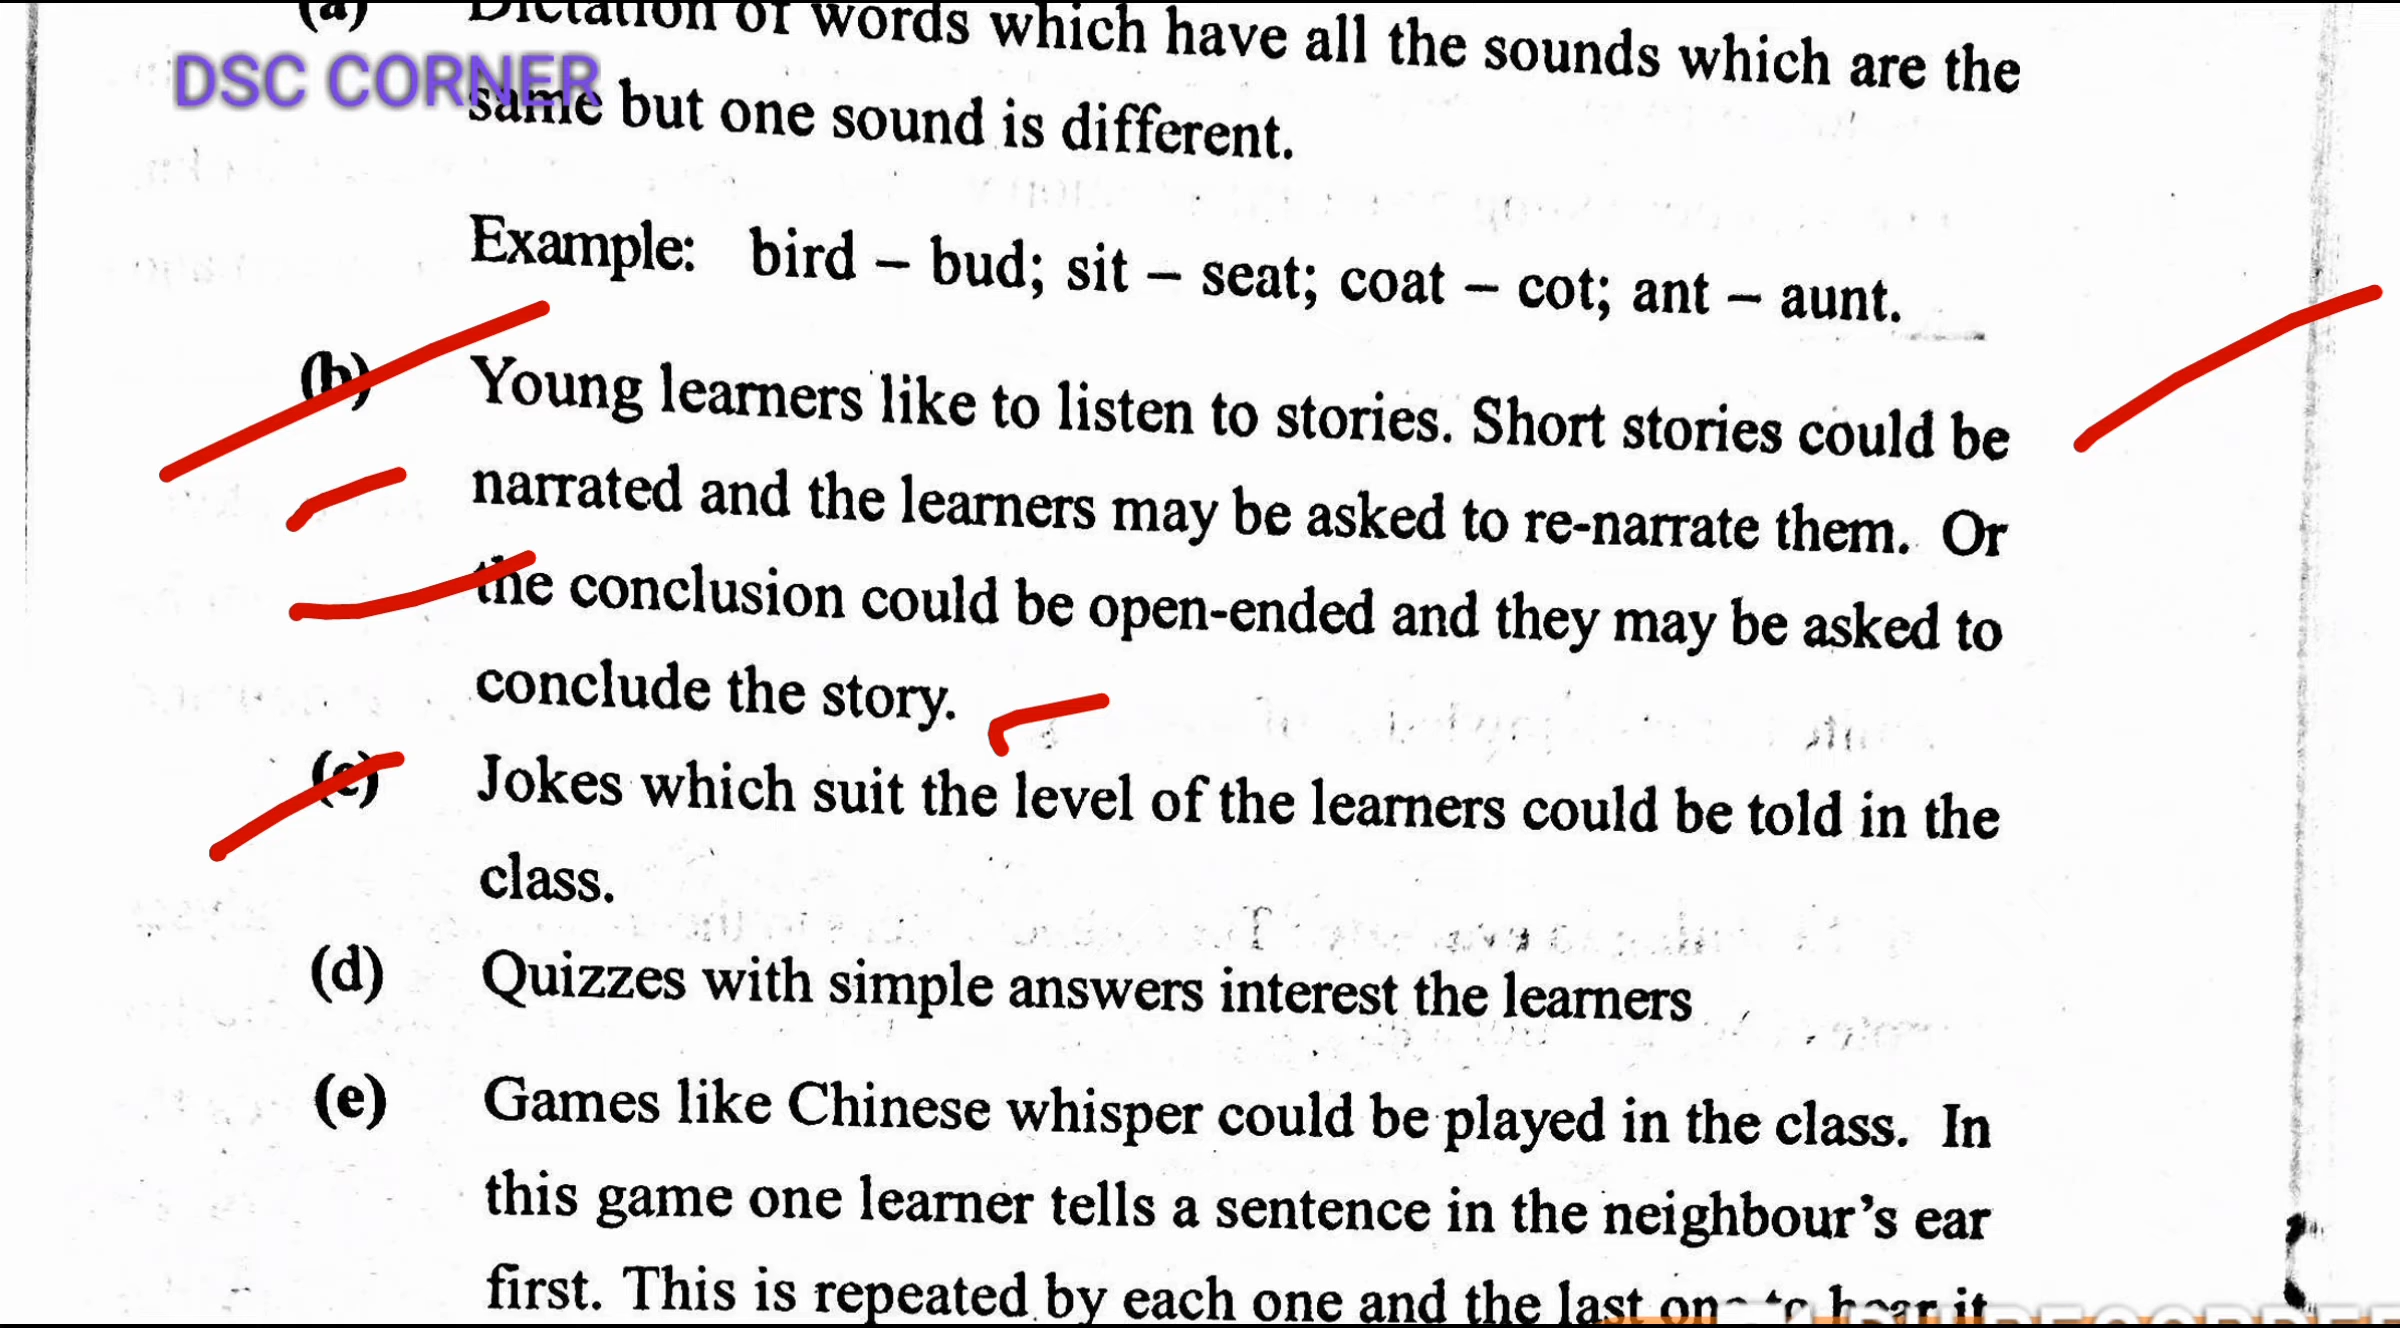 (a) Dictation of words which have all the sounds which are the
DSC CORNER
same but one sound is different.
Example: bird – bud; sit – seat; coat – cot; ant – aunt.
(b) Young learners like to listen to stories. Short stories could be
narrated and the learners may be asked to re-narrate them. Or
the conclusion could be open-ended and they may be asked to
conclude the story.
(c) Jokes which suit the level of the learners could be told in the
class.
(d) Quizzes with simple answers interest the learners
(e) Games like Chinese whisper could be played in the class. In
this game one learner tells a sentence in the neighbour's ear
first. This is repeated by each one and the last one to hear it